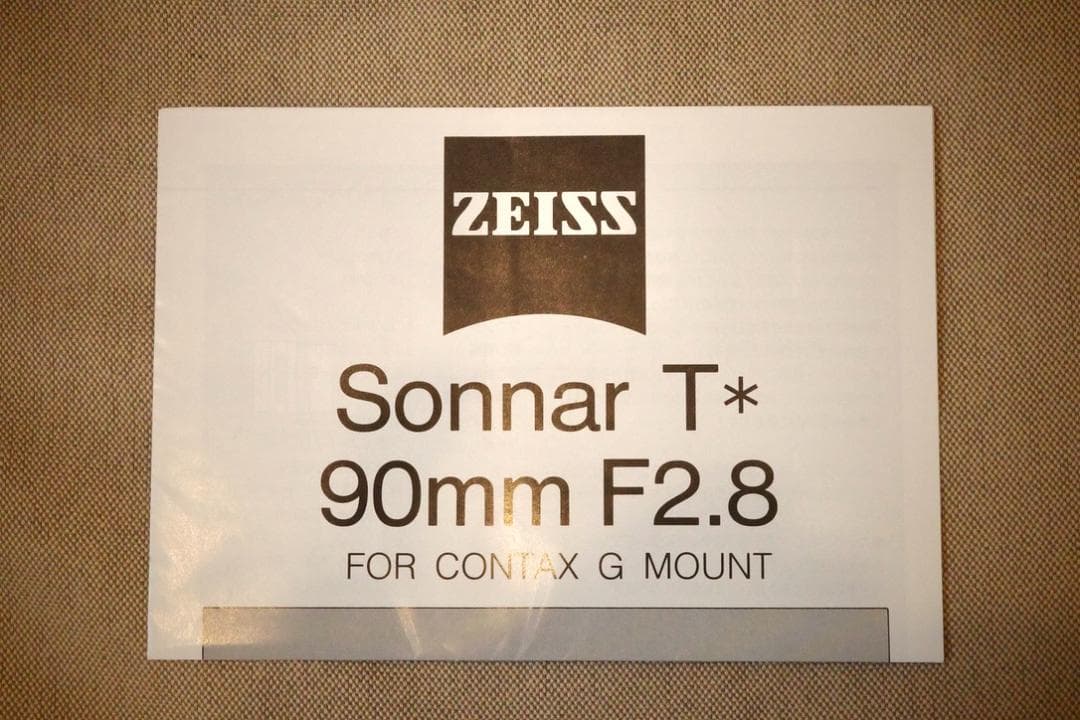 ZEISS
Sonnar T*
90mm F2.8
FOR CONTAX G MOUNT